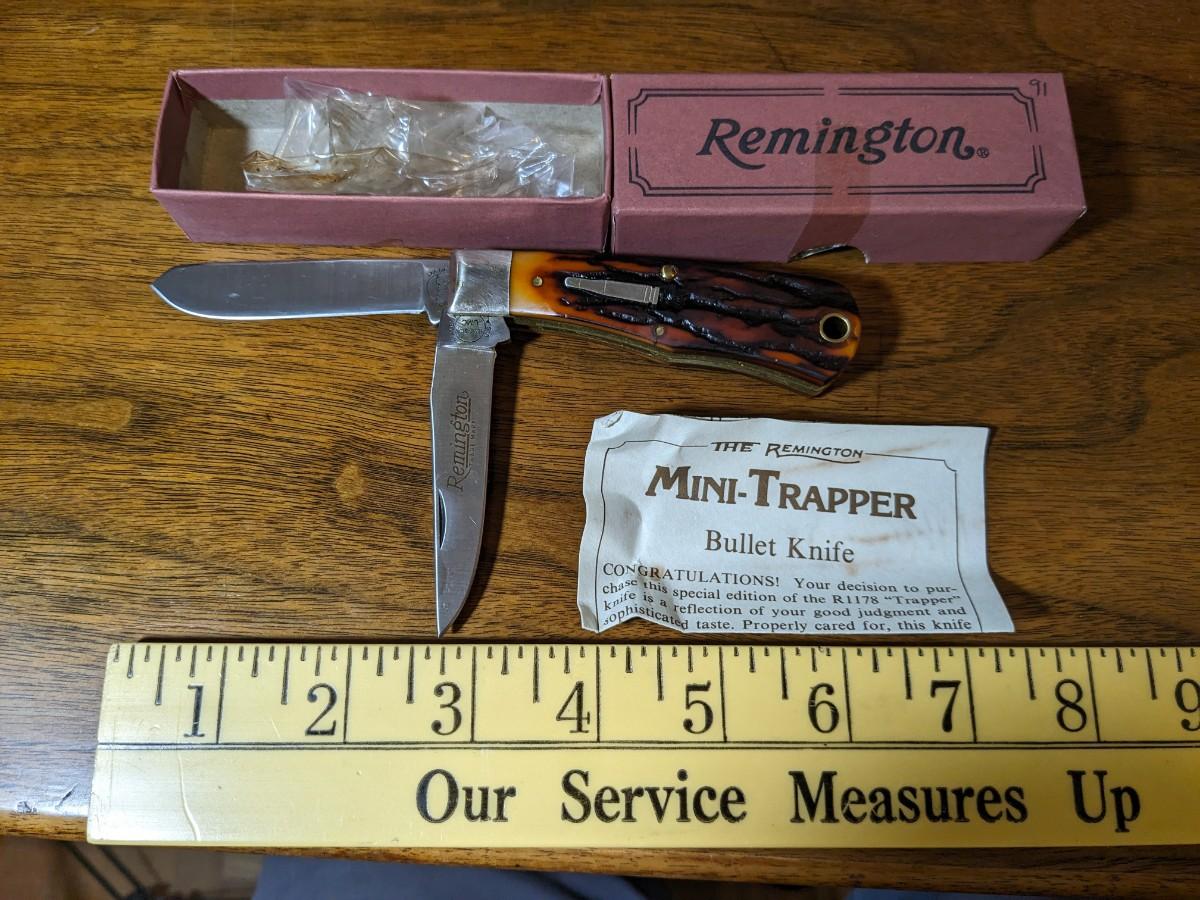 91
Remington®
Remington
THE REMINGTON
MINI-TRAPPER
Bullet Knife
CONGRATULATIONS! Your decision to pur-
chase this special edition of the R1178 "Trapper"
knife is a reflection of your good judgment and
sophisticated taste. Properly cared for, this knife
1 2 3 4 5 6 7 8 9
Our Service Measures Up